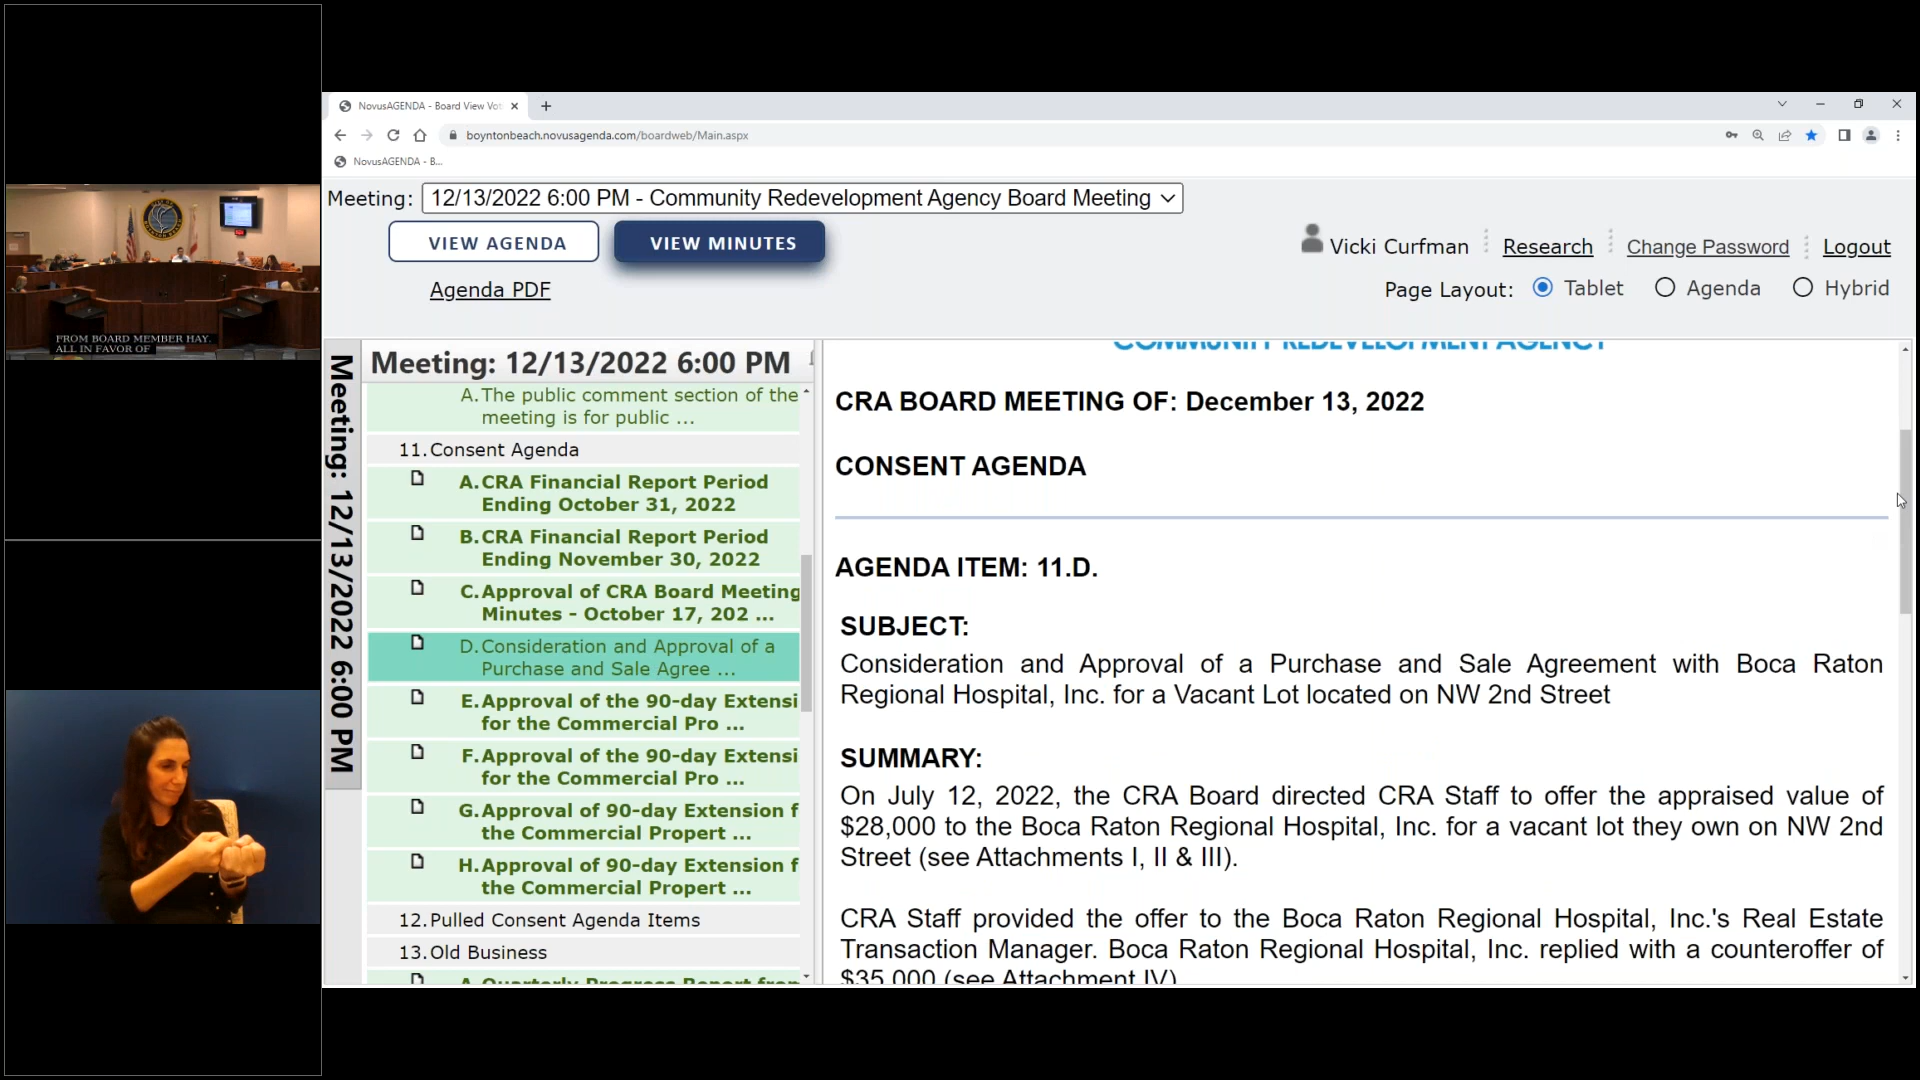 NovusAGENDA - Board View Vot
boyntonbeach.novusagenda.com/boardweb/Main.aspx
NovusAGENDA - B...
Meeting: 12/13/2022 6:00 PM - Community Redevelopment Agency Board Meeting
VIEW AGENDA VIEW MINUTES
Vicki Curfman Research Change Password Logout
Agenda PDF
Page Layout: Tablet Agenda Hybrid
FROM BOARD MEMBER HAY.
ALL IN FAVOR OF
Meeting: 12/13/2022 6:00 PM
Meeting: 12/13/2022 6:00 PM
A. The public comment section of the
meeting is for public ...
11. Consent Agenda
A. CRA Financial Report Period
Ending October 31, 2022
B. CRA Financial Report Period
Ending November 30, 2022
C. Approval of CRA Board Meeting
Minutes - October 17, 202 ...
D. Consideration and Approval of a
Purchase and Sale Agree ...
E. Approval of the 90-day Extensi
for the Commercial Pro ...
F. Approval of the 90-day Extensi
for the Commercial Pro ...
G. Approval of 90-day Extension f
the Commercial Propert ...
H. Approval of 90-day Extension f
the Commercial Propert ...
12. Pulled Consent Agenda Items
13. Old Business
A. Quarterly Progress Report from
COMMUNITY REDEVELOPMENT AGENCY
CRA BOARD MEETING OF: December 13, 2022
CONSENT AGENDA
AGENDA ITEM: 11.D.
SUBJECT:
Consideration and Approval of a Purchase and Sale Agreement with Boca Raton
Regional Hospital, Inc. for a Vacant Lot located on NW 2nd Street
SUMMARY:
On July 12, 2022, the CRA Board directed CRA Staff to offer the appraised value of
$28,000 to the Boca Raton Regional Hospital, Inc. for a vacant lot they own on NW 2nd
Street (see Attachments I, II & III).
CRA Staff provided the offer to the Boca Raton Regional Hospital, Inc.'s Real Estate
Transaction Manager. Boca Raton Regional Hospital, Inc. replied with a counteroffer of
$35,000 (see Attachment IV)